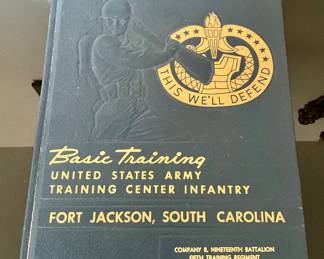 THIS WE'LL DEFEND
Basic Training
UNITED STATES ARMY
TRAINING CENTER INFANTRY
FORT JACKSON, SOUTH CAROLINA
COMPANY B, NINETEENTH BATTALION
FIFTH TRAINING REGIMENT